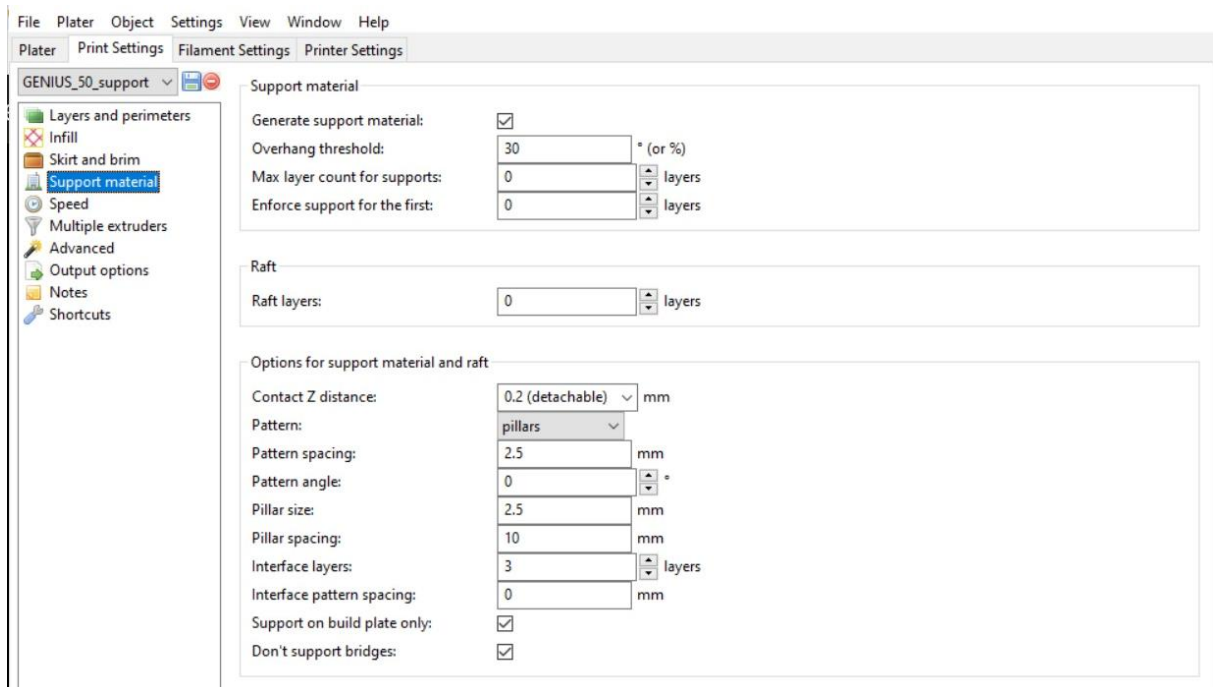 File Plater Object Settings View Window Help
Plater Print Settings Filament Settings Printer Settings
GENIUS_50_support
Layers and perimeters
Infill
Skirt and brim
Support material
Speed
Multiple extruders
Advanced
Output options
Notes
Shortcuts
Support material
Generate support material:
Overhang threshold: 30 ° (or %)
Max layer count for supports: 0 layers
Enforce support for the first: 0 layers
Raft
Raft layers: 0 layers
Options for support material and raft
Contact Z distance: 0.2 (detachable) mm
Pattern: pillars
Pattern spacing: 2.5 mm
Pattern angle: 0 °
Pillar size: 2.5 mm
Pillar spacing: 10 mm
Interface layers: 3 layers
Interface pattern spacing: 0 mm
Support on build plate only:
Don't support bridges: